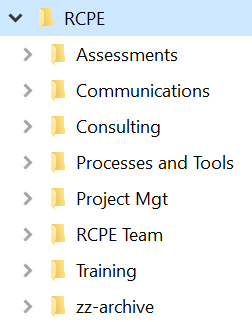 RCPE
Assessments
Communications
Consulting
Processes and Tools
Project Mgt
RCPE Team
Training
zz-archive